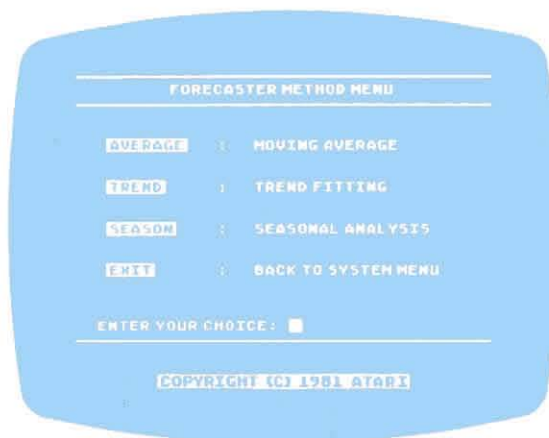 FORECASTER METHOD MENU
AVERAGE : MOVING AVERAGE
TREND : TREND FITTING
SEASON : SEASONAL ANALYSIS
EXIT : BACK TO SYSTEM MENU
ENTER YOUR CHOICE:
COPYRIGHT (C) 1981 ATARI